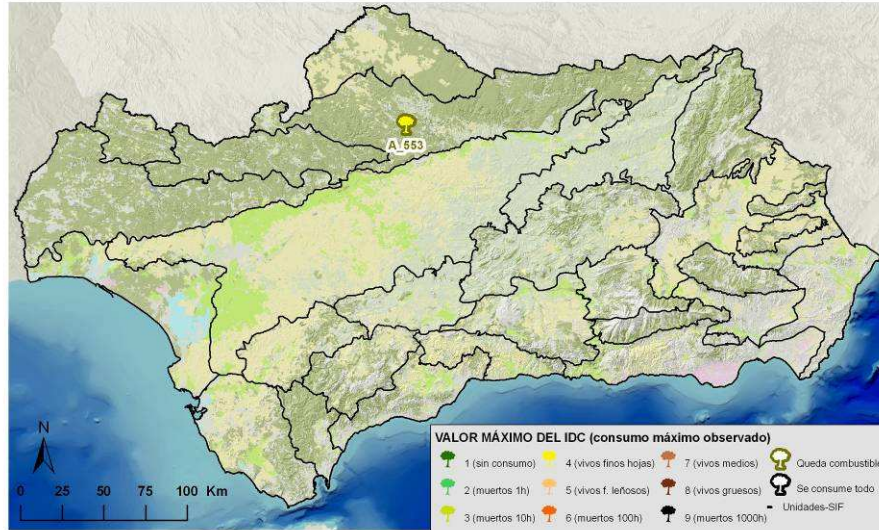 A_553
N
0 25 50 75 100 Km
VALOR MÁXIMO DEL IDC (consumo máximo observado)
1 (sin consumo) 4 (vivos finos hojas) 7 (vivos medios) Queda combustible
2 (muertos 1h) 5 (vivos f. leñosos) 8 (vivos gruesos) Se consume todo
3 (muertos 10h) 6 (muertos 100h) 9 (muertos 1000h) Unidades-SIF